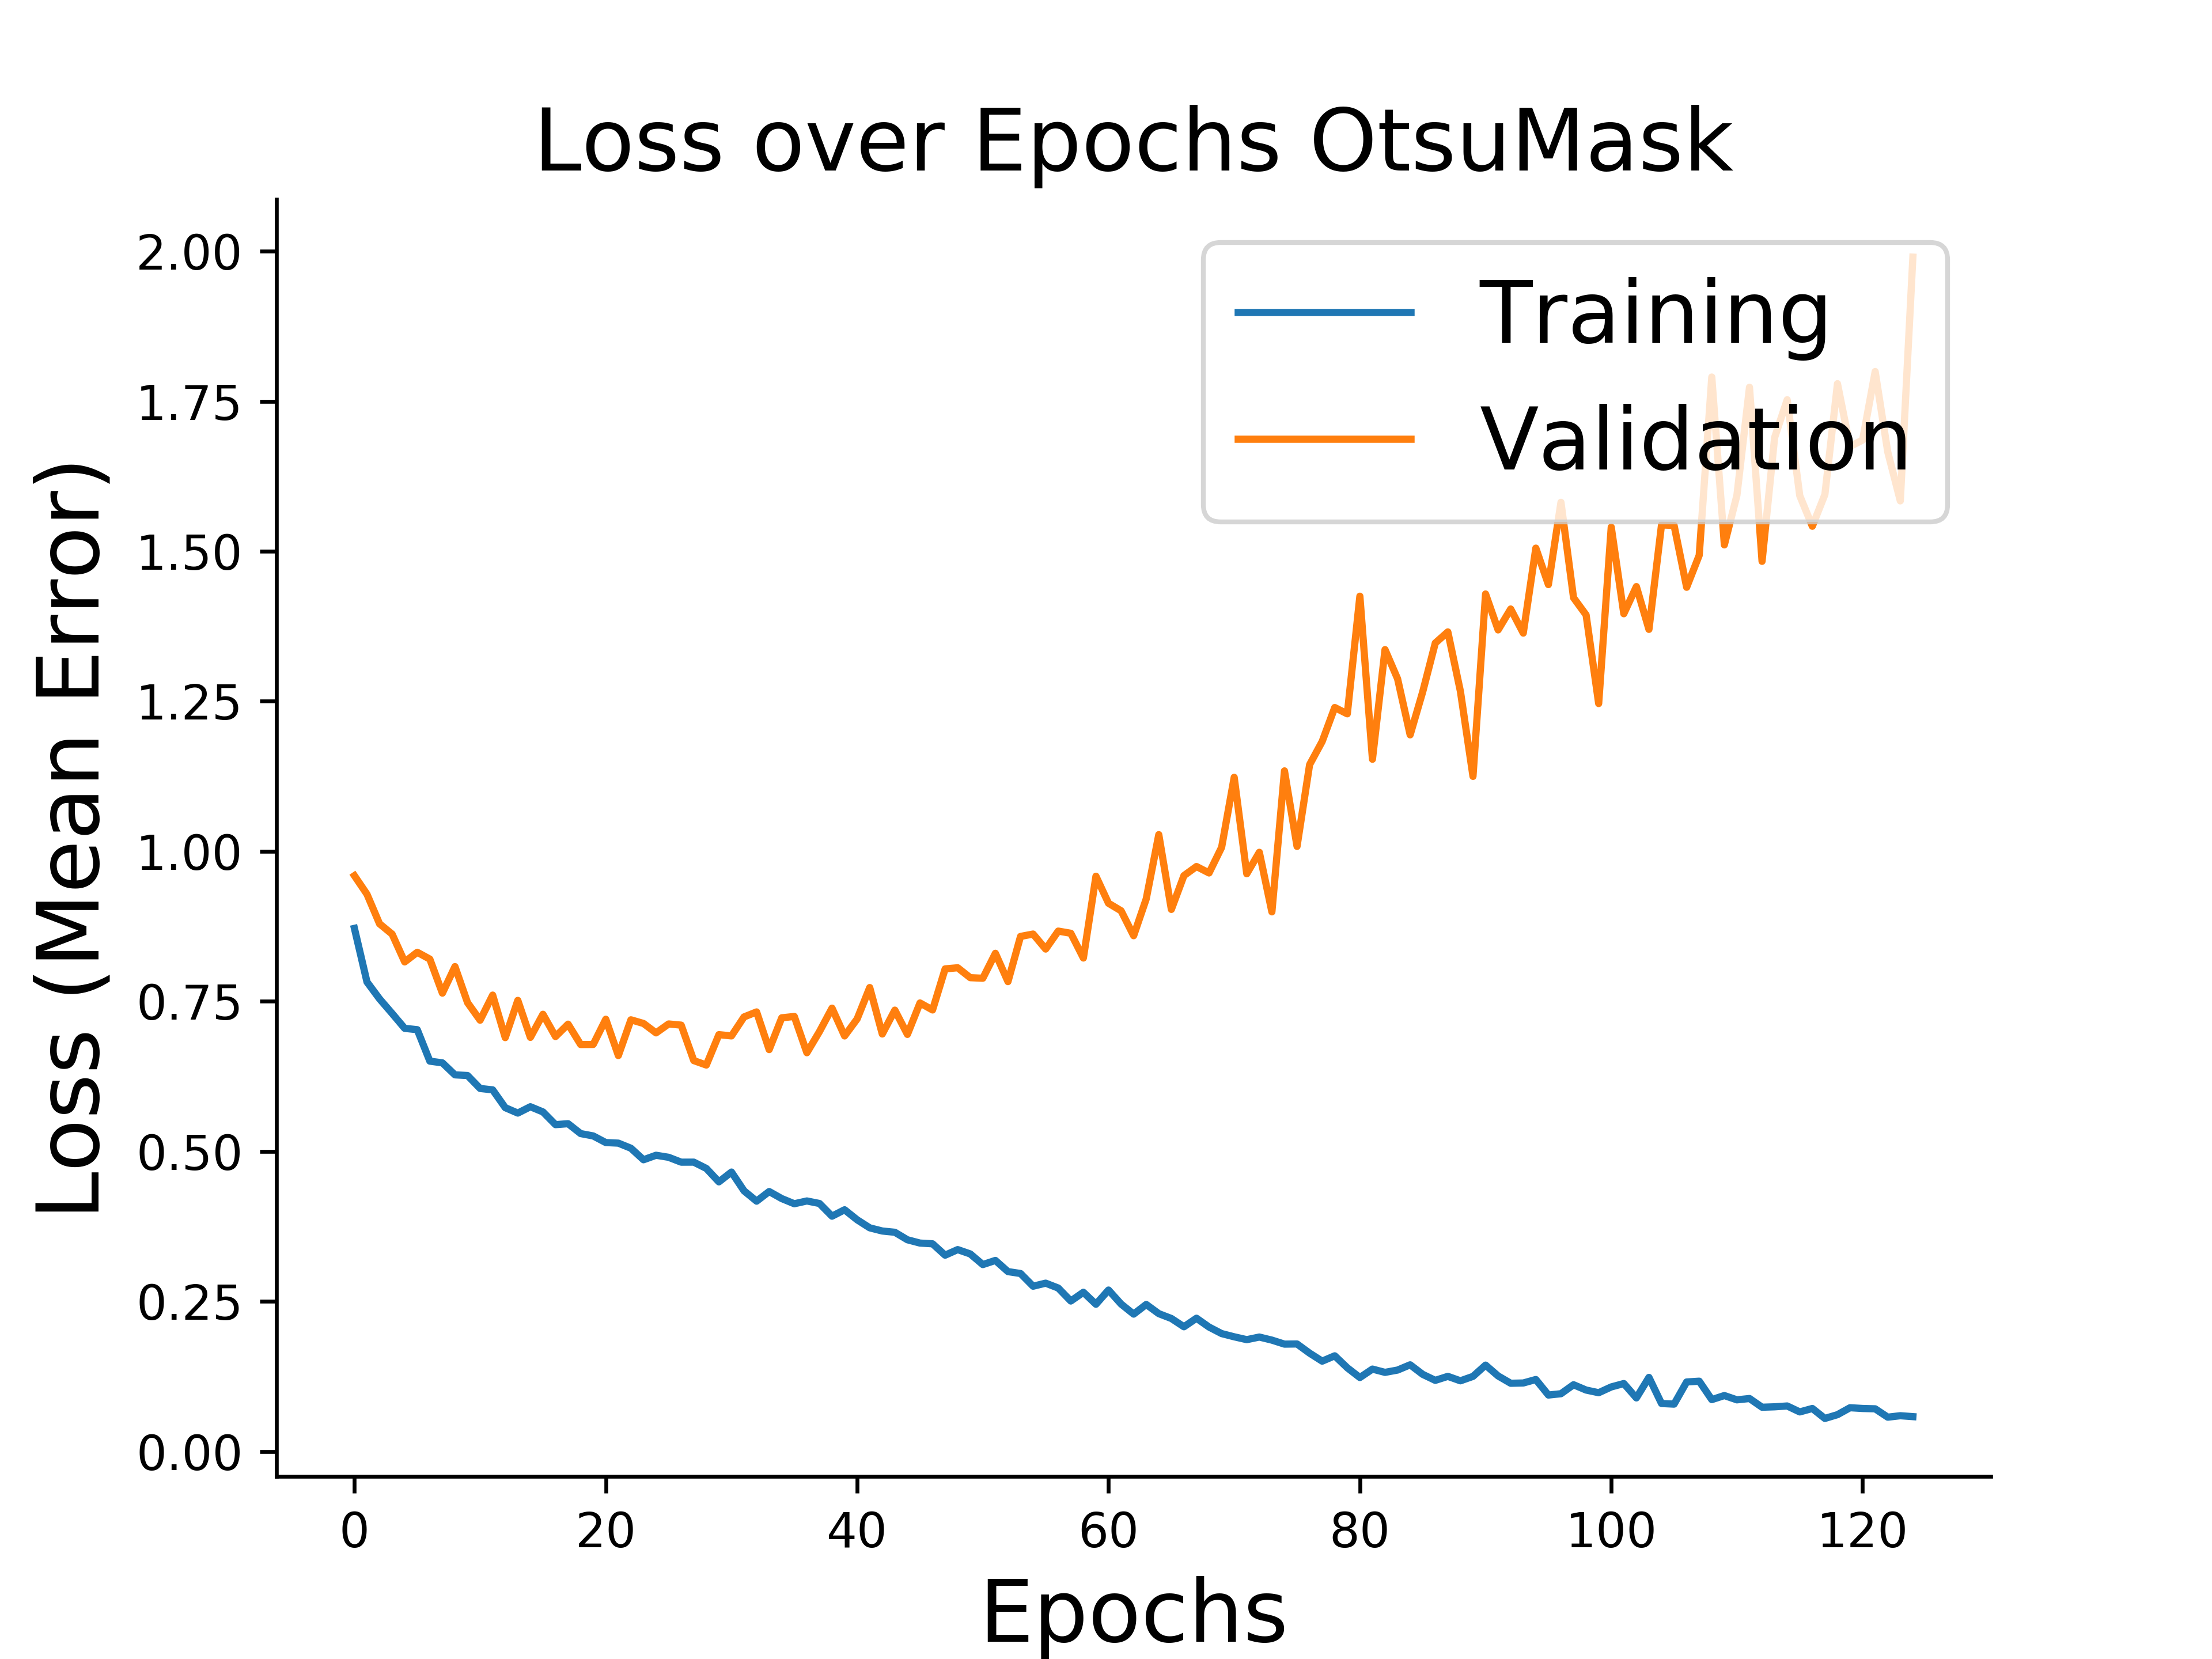 Loss over Epochs OtsuMask
Training
Validation
Loss (Mean Error)
2.00
1.75
1.50
1.25
1.00
0.75
0.50
0.25
0.00
0 20 40 60 80 100 120
Epochs